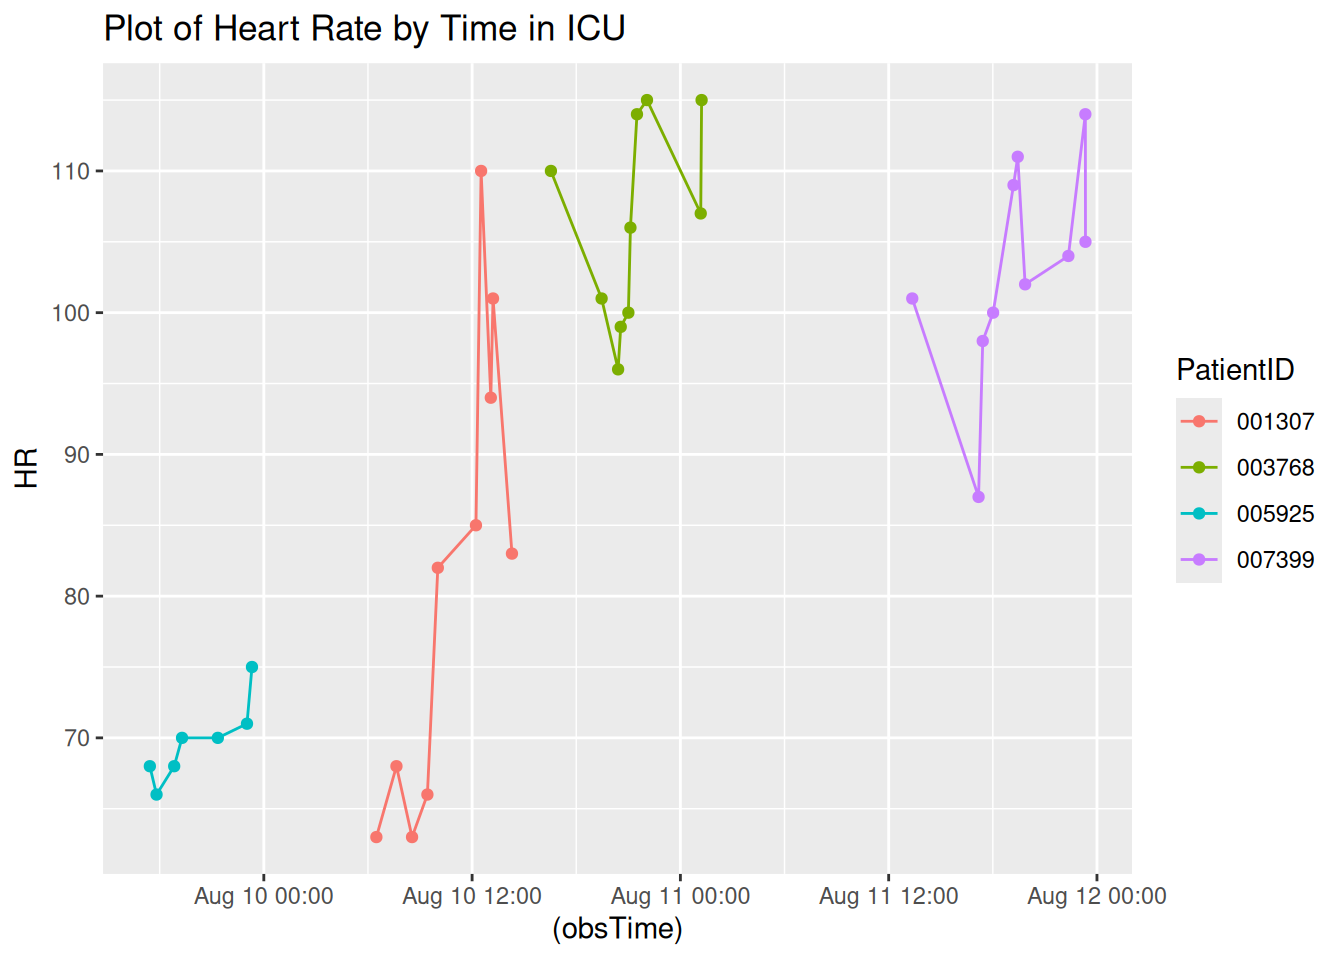 Plot of Heart Rate by Time in ICU
HR
110
100
90
80
70
Aug 10 00:00 Aug 10 12:00 Aug 11 00:00 Aug 11 12:00 Aug 12 00:00
(obsTime)
PatientID
001307
003768
005925
007399